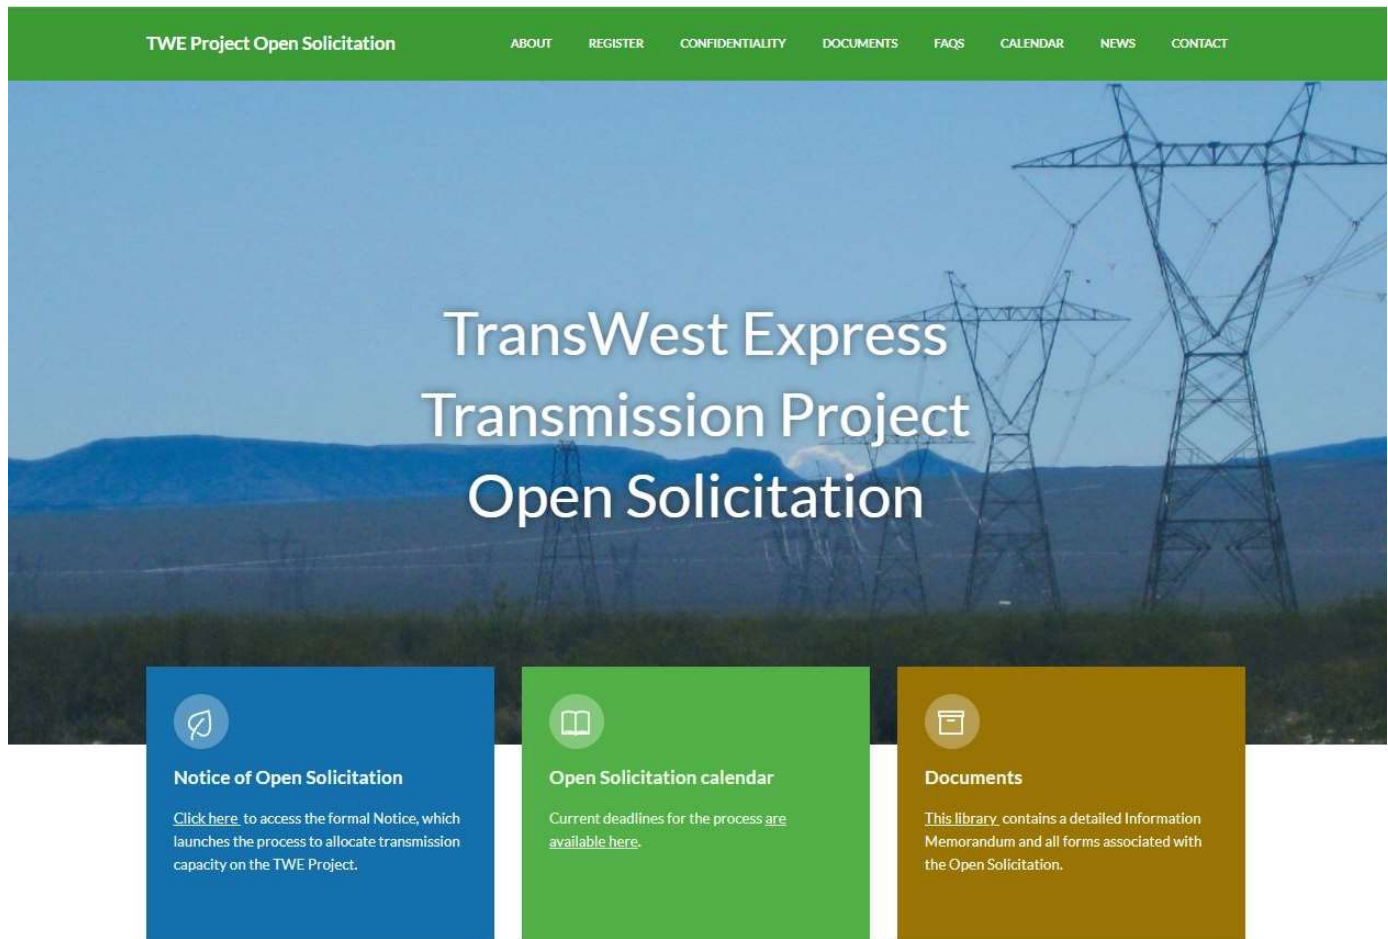 TWE Project Open Solicitation
ABOUT REGISTER CONFIDENTIALITY DOCUMENTS FAQS CALENDAR NEWS CONTACT
TransWest Express
Transmission Project
Open Solicitation
Notice of Open Solicitation
Click here to access the formal Notice, which
launches the process to allocate transmission
capacity on the TWE Project.
Open Solicitation calendar
Current deadlines for the process are
available here.
Documents
This library contains a detailed Information
Memorandum and all forms associated with
the Open Solicitation.